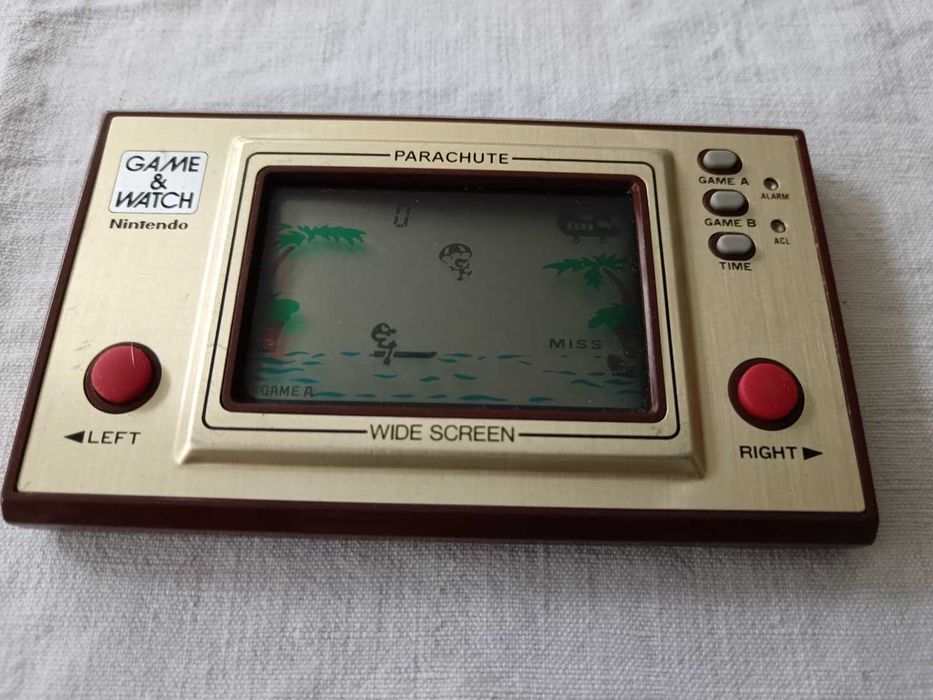 GAME
&
WATCH
Nintendo
PARACHUTE
0
MISS
GAME A
WIDE SCREEN
GAME A
ALARM
GAME B
ACL
TIME
◀LEFT
RIGHT▶